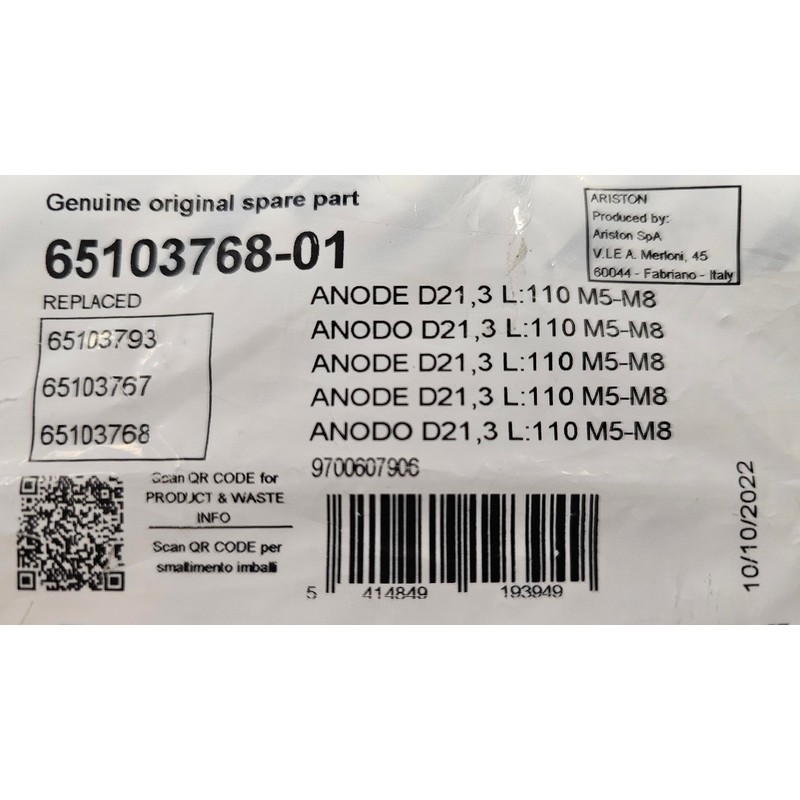 Genuine original spare part
65103768-01
REPLACED
65103793
65103767
65103768
ARISTON
Produced by:
Ariston SpA
V.LE A. Merloni, 45
60044 - Fabriano - Italy
ANODE D21,3 L:110 M5-M8
ANODO D21,3 L:110 M5-M8
ANODE D21,3 L:110 M5-M8
ANODE D21,3 L:110 M5-M8
ANODO D21,3 L:110 M5-M8
9700607906
Scan QR CODE for
PRODUCT & WASTE
INFO
Scan QR CODE per
smaltimento imballi
5 414849 193949
10/10/2022